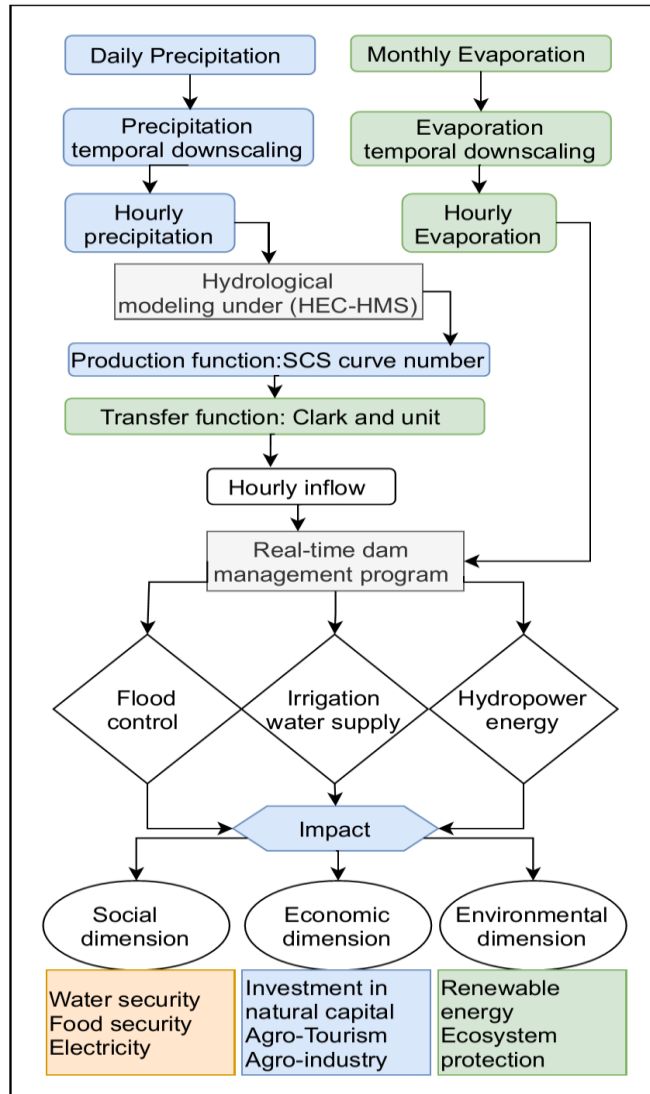 Daily Precipitation
Monthly Evaporation
Precipitation
temporal downscaling
Evaporation
temporal downscaling
Hourly
precipitation
Hourly
Evaporation
Hydrological
modeling under (HEC-HMS)
Production function:SCS curve number
Transfer function: Clark and unit
Hourly inflow
Real-time dam
management program
Flood
control
Irrigation
water supply
Hydropower
energy
Impact
Social
dimension
Economic
dimension
Environmental
dimension
Water security
Food security
Electricity
Investment in
natural capital
Agro-Tourism
Agro-industry
Renewable
energy
Ecosystem
protection